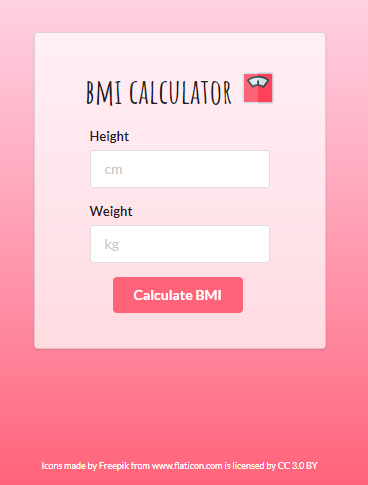 BMI CALCULATOR
Height
cm
Weight
kg
Calculate BMI
Icons made by Freepik from www.flaticon.com is licensed by CC 3.0 BY